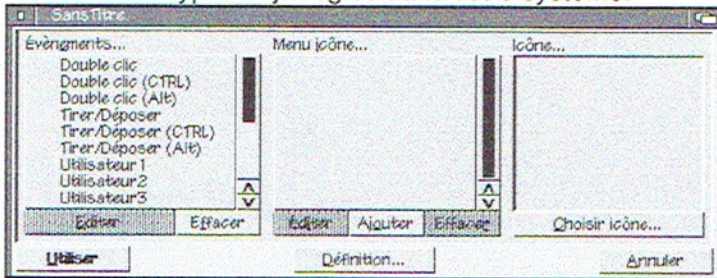 SansTitre
Évènements...
Double clic
Double clic (CTRL)
Double clic (Alt)
Tirer/Déposer
Tirer/Déposer (CTRL)
Tirer/Déposer (Alt)
Utilisateur1
Utilisateur2
Utilisateur3
Editer Effacer
Menu icône...
Éditer Ajouter Effacer
Icône...
Choisir icône...
Utiliser Définition... Annuler